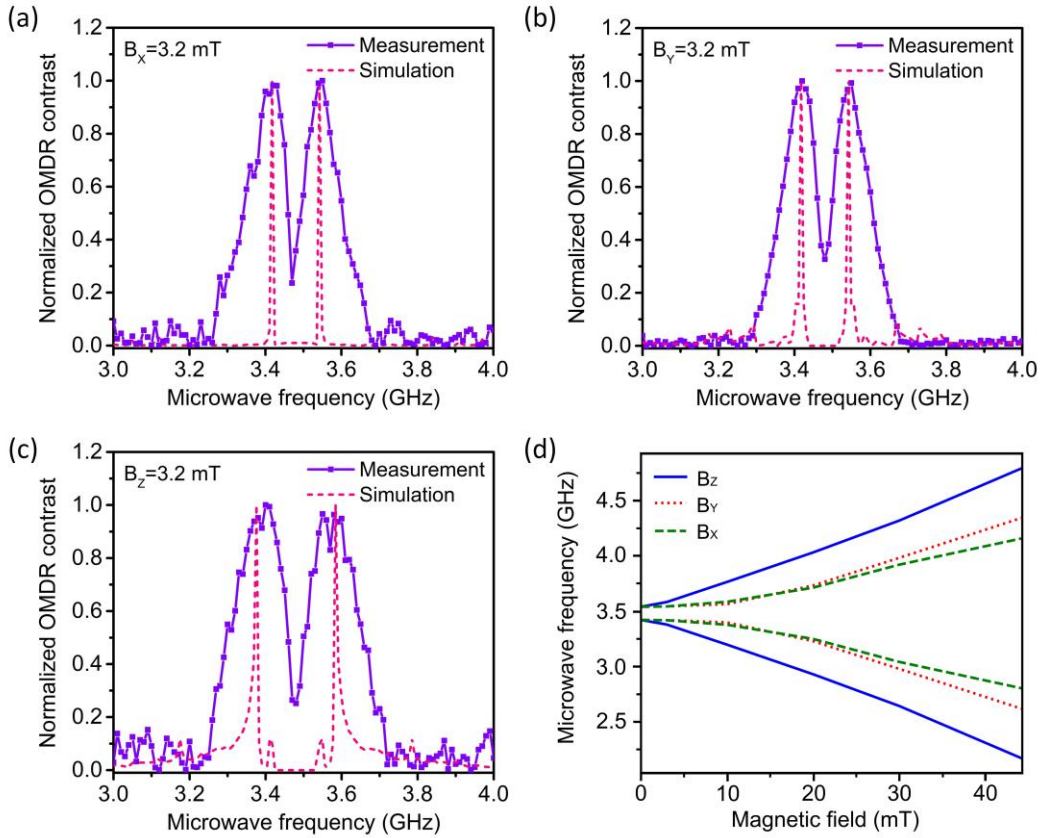 (a)
1.2
1.0
0.8
0.6
0.4
0.2
0.0
Normalized OMDR contrast
B_X=3.2 mT
Measurement
Simulation
3.0 3.2 3.4 3.6 3.8 4.0
Microwave frequency (GHz)
(b)
1.2
1.0
0.8
0.6
0.4
0.2
0.0
Normalized OMDR contrast
B_Y=3.2 mT
Measurement
Simulation
3.0 3.2 3.4 3.6 3.8 4.0
Microwave frequency (GHz)
(c)
1.2
1.0
0.8
0.6
0.4
0.2
0.0
Normalized OMDR contrast
B_Z=3.2 mT
Measurement
Simulation
3.0 3.2 3.4 3.6 3.8 4.0
Microwave frequency (GHz)
(d)
4.5
4.0
3.5
3.0
2.5
Microwave frequency (GHz)
B_Z
B_Y
B_X
0 10 20 30 40
Magnetic field (mT)